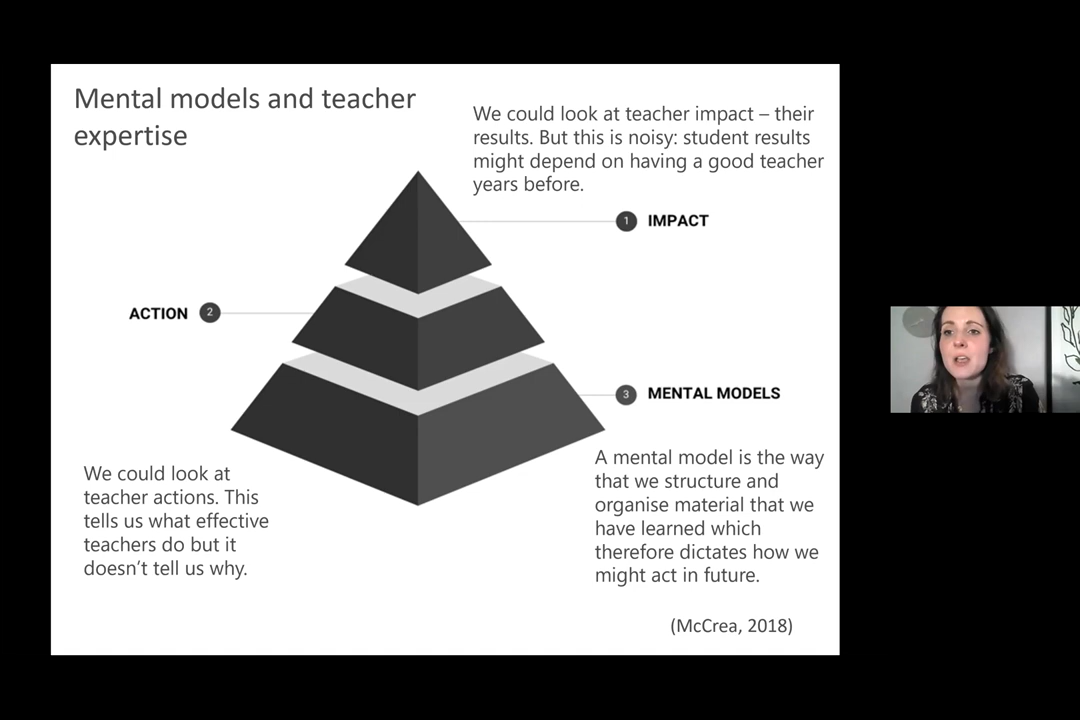 Mental models and teacher
expertise
We could look at teacher impact – their
results. But this is noisy: student results
might depend on having a good teacher
years before.
1 IMPACT
ACTION 2
3 MENTAL MODELS
We could look at
teacher actions. This
tells us what effective
teachers do but it
doesn't tell us why.
A mental model is the way
that we structure and
organise material that we
have learned which
therefore dictates how we
might act in future.
(McCrea, 2018)